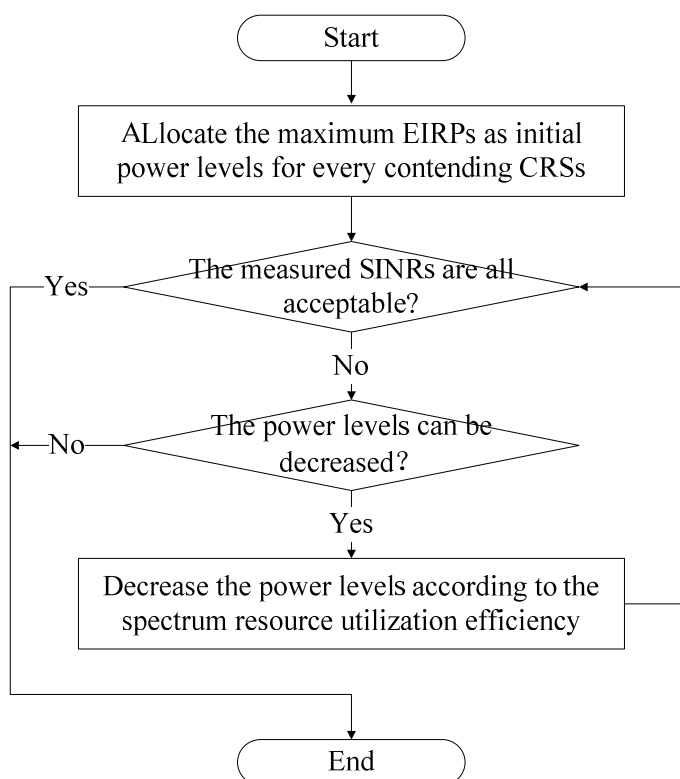 Start
ALlocate the maximum EIRPs as initial
power levels for every contending CRSs
The measured SINRs are all
acceptable?
Yes
No
The power levels can be
decreased?
No
Yes
Decrease the power levels according to the
spectrum resource utilization efficiency
End